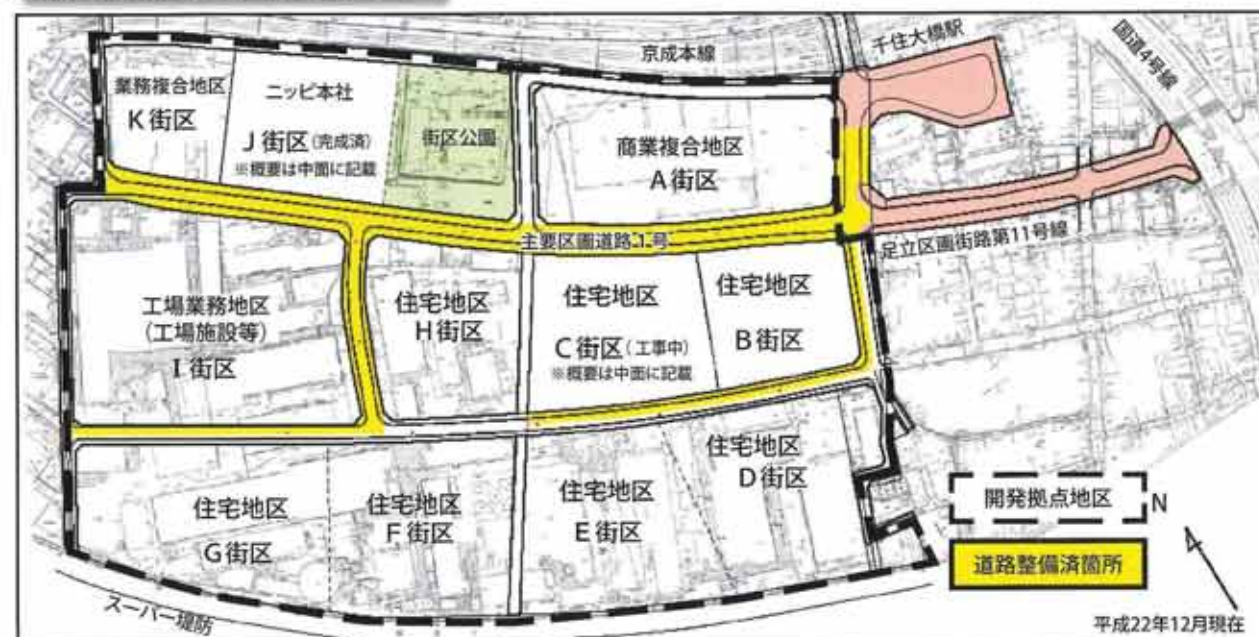 京成本線
千住大橋駅
国道4号線
業務複合地区
K街区
ニッピ本社
J街区(完成済)
※概要は中面に記載
街区公園
商業複合地区
A街区
主要区画道路1号
足立区画街路第11号線
工場業務地区
(工場施設等)
I街区
住宅地区
H街区
住宅地区
C街区(工事中)
※概要は中面に記載
住宅地区
B街区
住宅地区
G街区
住宅地区
F街区
住宅地区
E街区
住宅地区
D街区
開発拠点地区
N
道路整備済箇所
スーパー堤防
平成22年12月現在